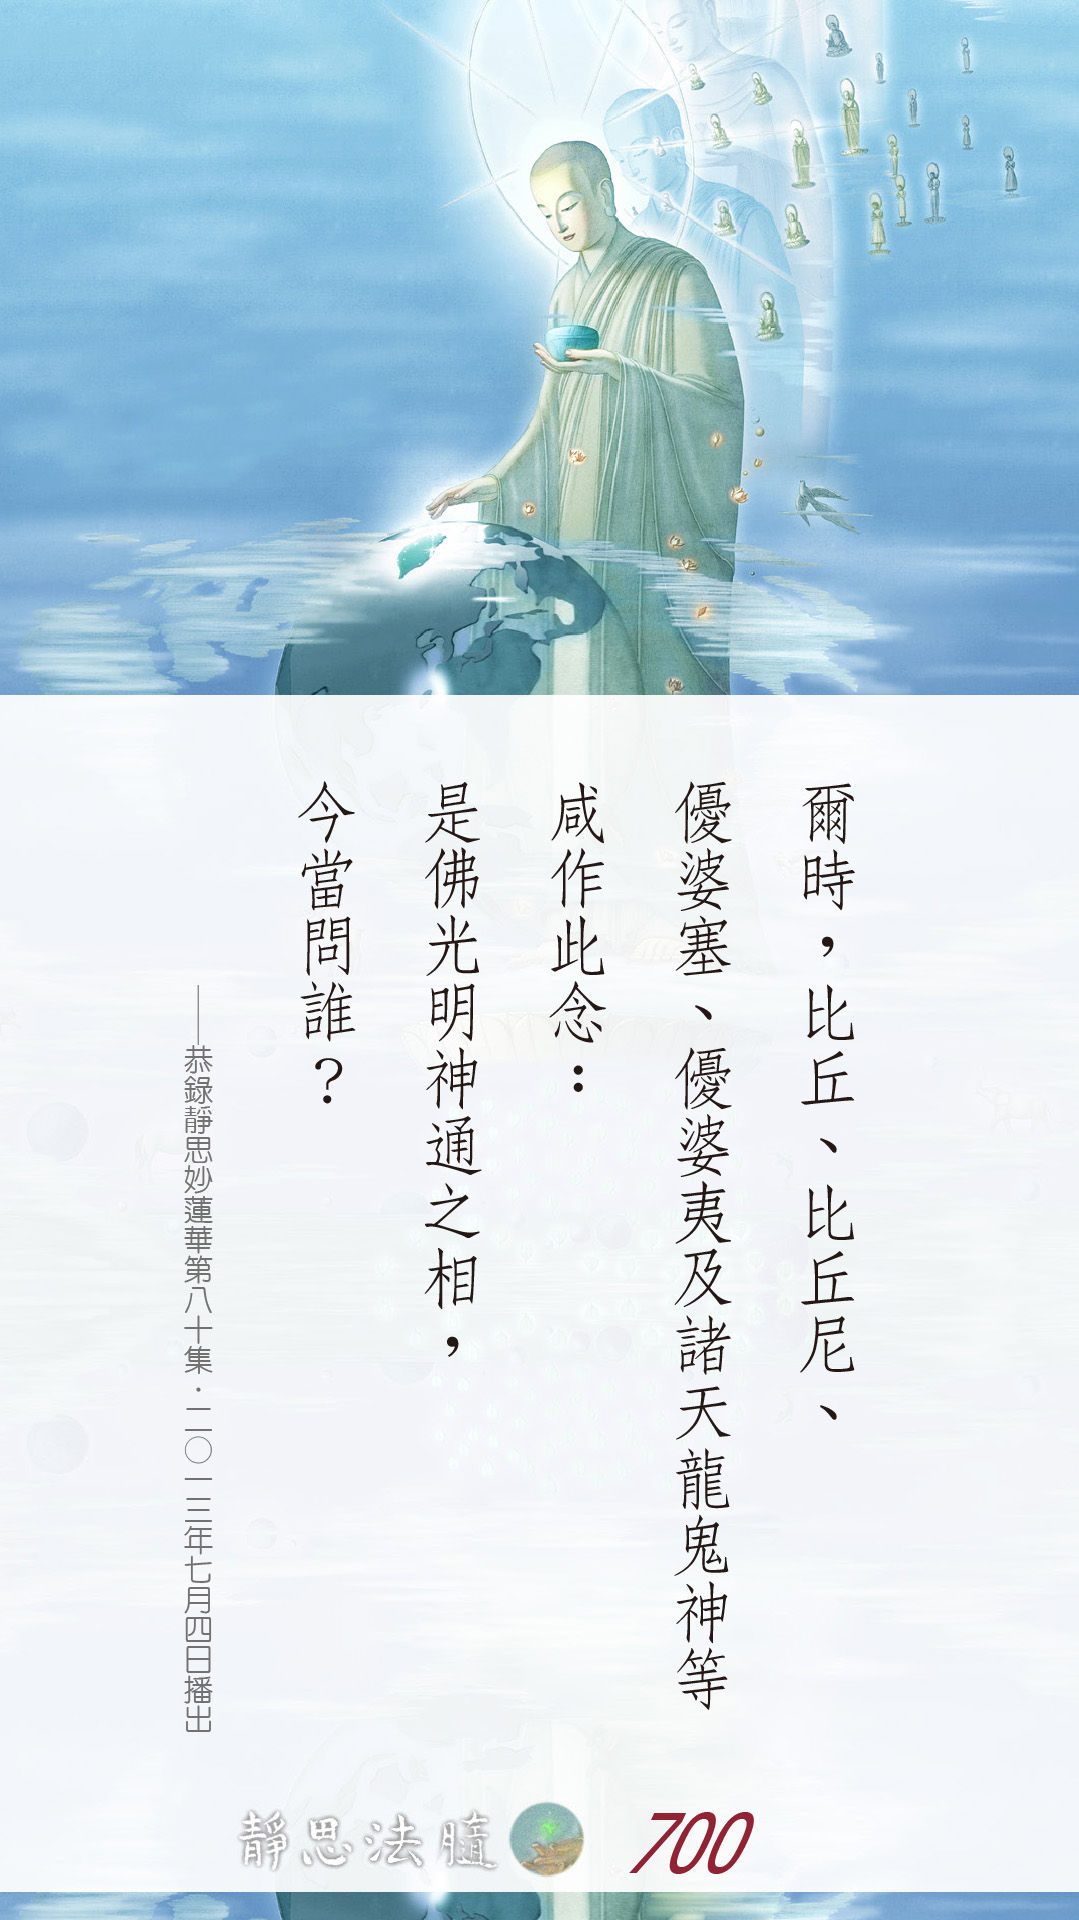 爾時，比丘、比丘尼、
優婆塞、優婆夷及諸天龍鬼神等
咸作此念：
是佛光明神通之相，
今當問誰？
——恭錄靜思妙蓮華第八十集．二〇一三年七月四日播出
靜思法髓
700